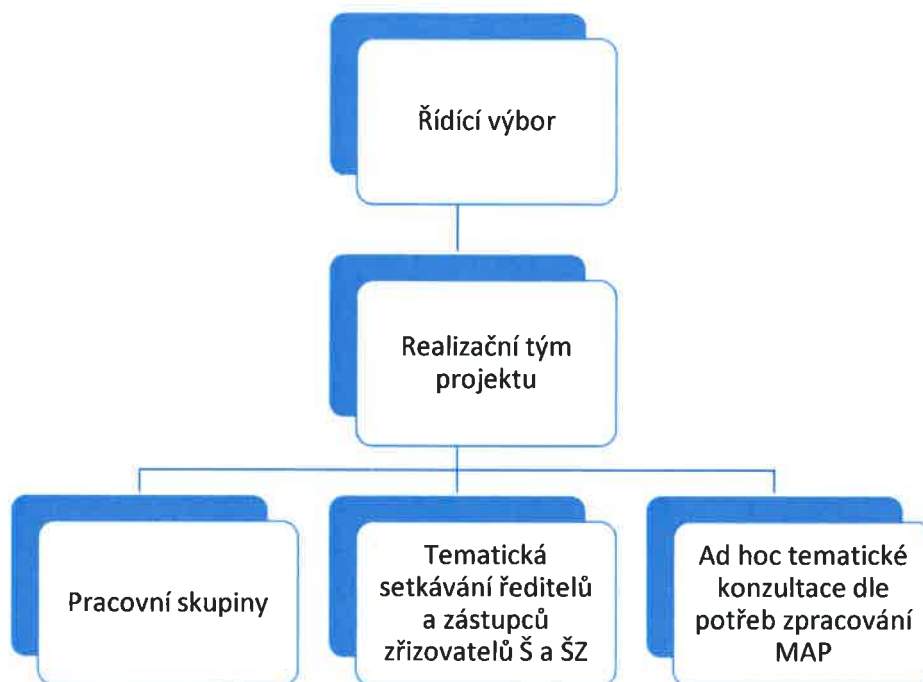 Řídící výbor
Realizační tým
projektu
Pracovní skupiny
Tematická
setkávání ředitelů
a zástupců
zřizovatelů Š a ŠZ
Ad hoc tematické
konzultace dle
potřeb zpracování
MAP